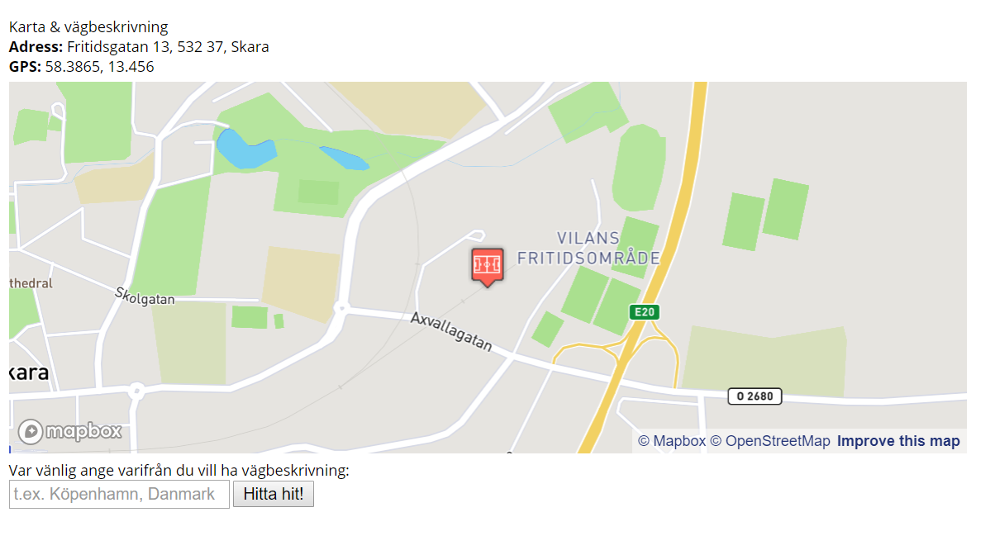 Karta & vägbeskrivning
Adress: Fritidsgatan 13, 532 37, Skara
GPS: 58.3865, 13.456
VILANS
FRITIDSOMRÅDE
thedral
Skolgatan
E20
Axvallagatan
kara
O 2680
mapbox
© Mapbox © OpenStreetMap Improve this map
Var vänlig ange varifrån du vill ha vägbeskrivning:
t.ex. Köpenhamn, Danmark Hitta hit!